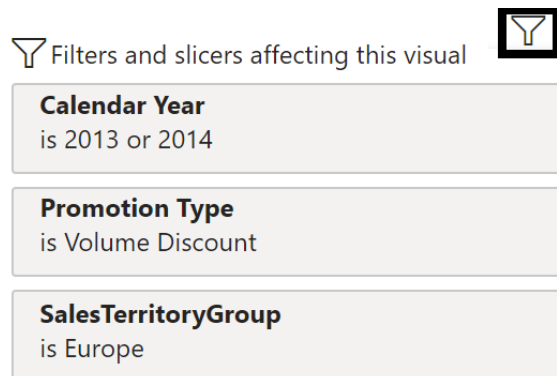 Filters and slicers affecting this visual
Calendar Year
is 2013 or 2014
Promotion Type
is Volume Discount
SalesTerritoryGroup
is Europe